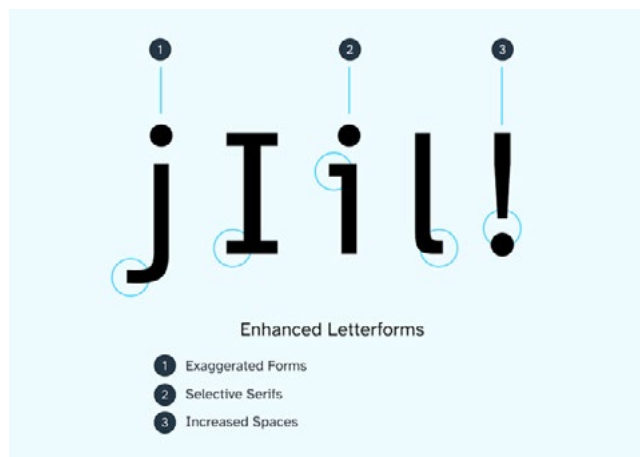 1 2 3
jIil!
Enhanced Letterforms
1 Exaggerated Forms
2 Selective Serifs
3 Increased Spaces